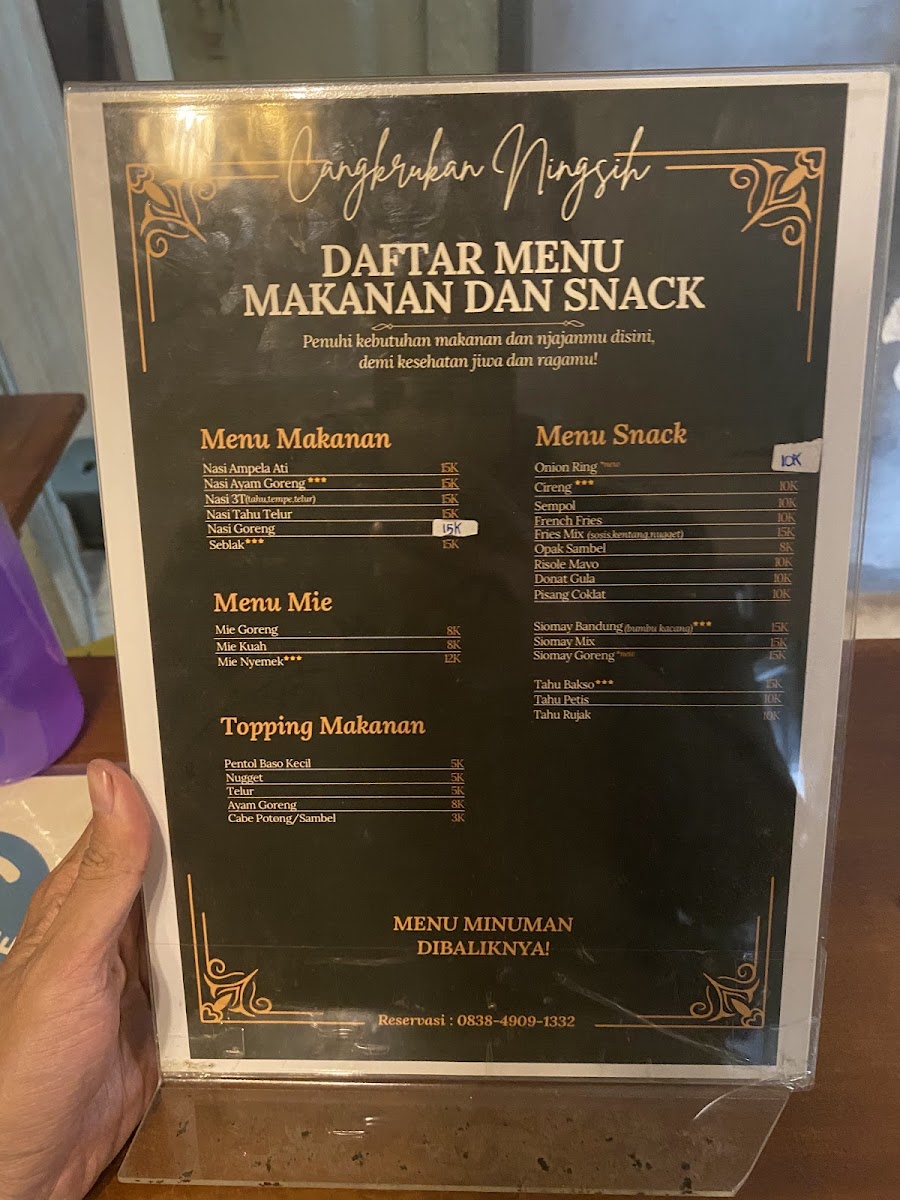 Cangkrukan Ningsih
DAFTAR MENU
MAKANAN DAN SNACK
Penuhi kebutuhan makanan dan njajanmu disini,
demi kesehatan jiwa dan ragamu!
Menu Makanan
Nasi Ampela Ati 15K
Nasi Ayam Goreng *** 15K
Nasi 3T(tahu,tempe,telur) 15K
Nasi Tahu Telur 15K
Nasi Goreng 15K
Seblak*** 15K
Menu Mie
Mie Goreng 8K
Mie Kuah 8K
Mie Nyemek*** 12K
Topping Makanan
Pentol Baso Kecil 5K
Nugget 5K
Telur 5K
Ayam Goreng 8K
Cabe Potong/Sambel 3K
Menu Snack
Onion Ring *new 10K
Cireng *** 10K
Sempol 10K
French Fries 10K
Fries Mix (sosis,kentang,nugget) 15K
Opak Sambel 8K
Risole Mayo 10K
Donat Gula 10K
Pisang Coklat 10K
Siomay Bandung (bumbu kacang)*** 15K
Siomay Mix 15K
Siomay Goreng *new 15K
Tahu Bakso*** 15K
Tahu Petis 10K
Tahu Rujak 10K
MENU MINUMAN
DIBALIKNYA!
Reservasi : 0838-4909-1332